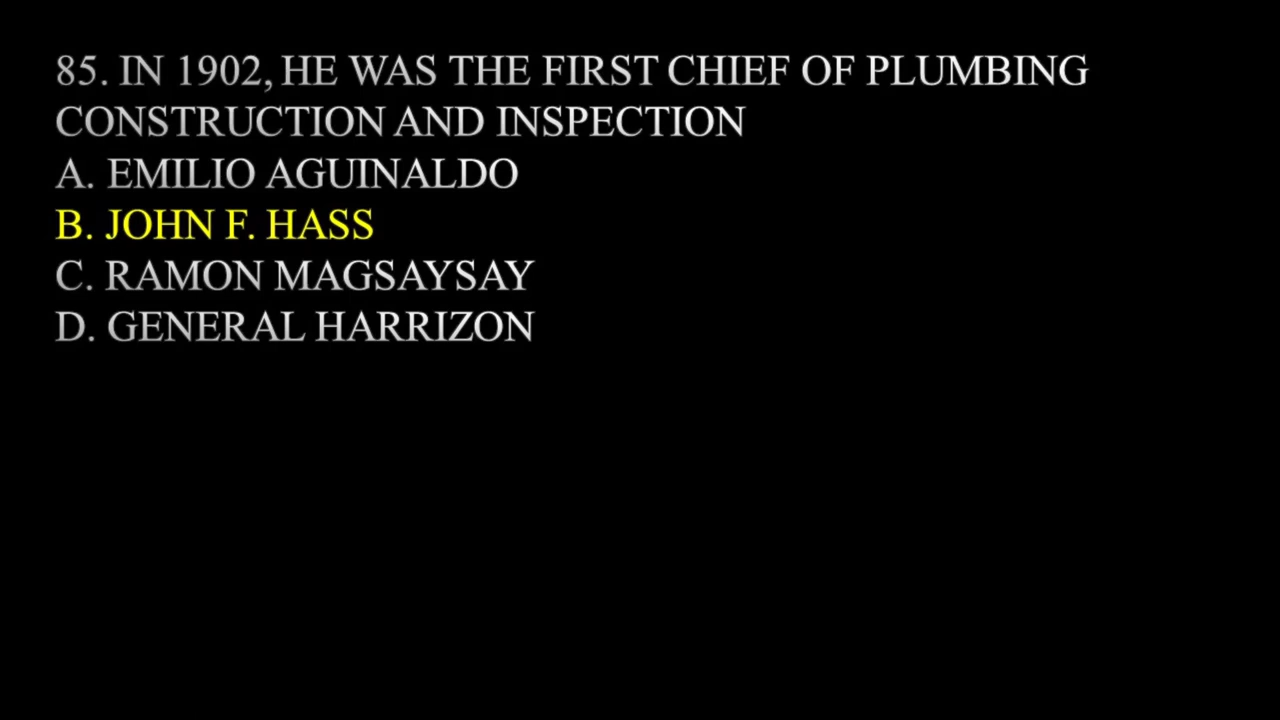 85. IN 1902, HE WAS THE FIRST CHIEF OF PLUMBING
CONSTRUCTION AND INSPECTION
A. EMILIO AGUINALDO
B. JOHN F. HASS
C. RAMON MAGSAYSAY
D. GENERAL HARRIZON